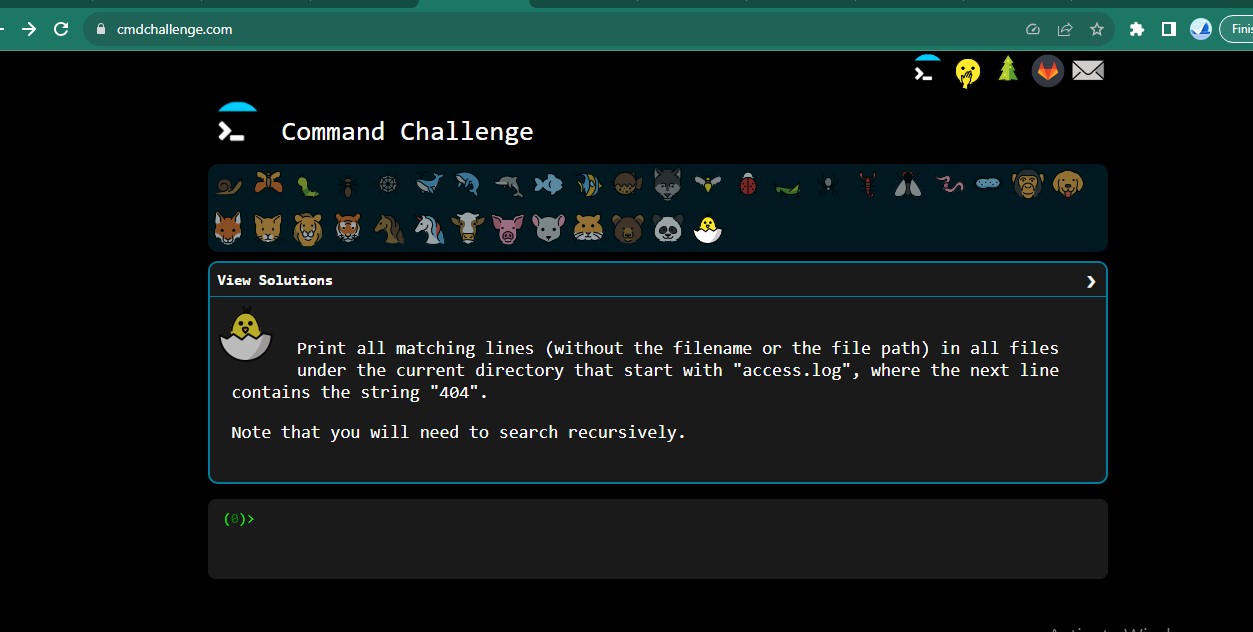 cmdchallenge.com
Command Challenge
View Solutions
Print all matching lines (without the filename or the file path) in all files
under the current directory that start with "access.log", where the next line
contains the string "404".
Note that you will need to search recursively.
(0)>